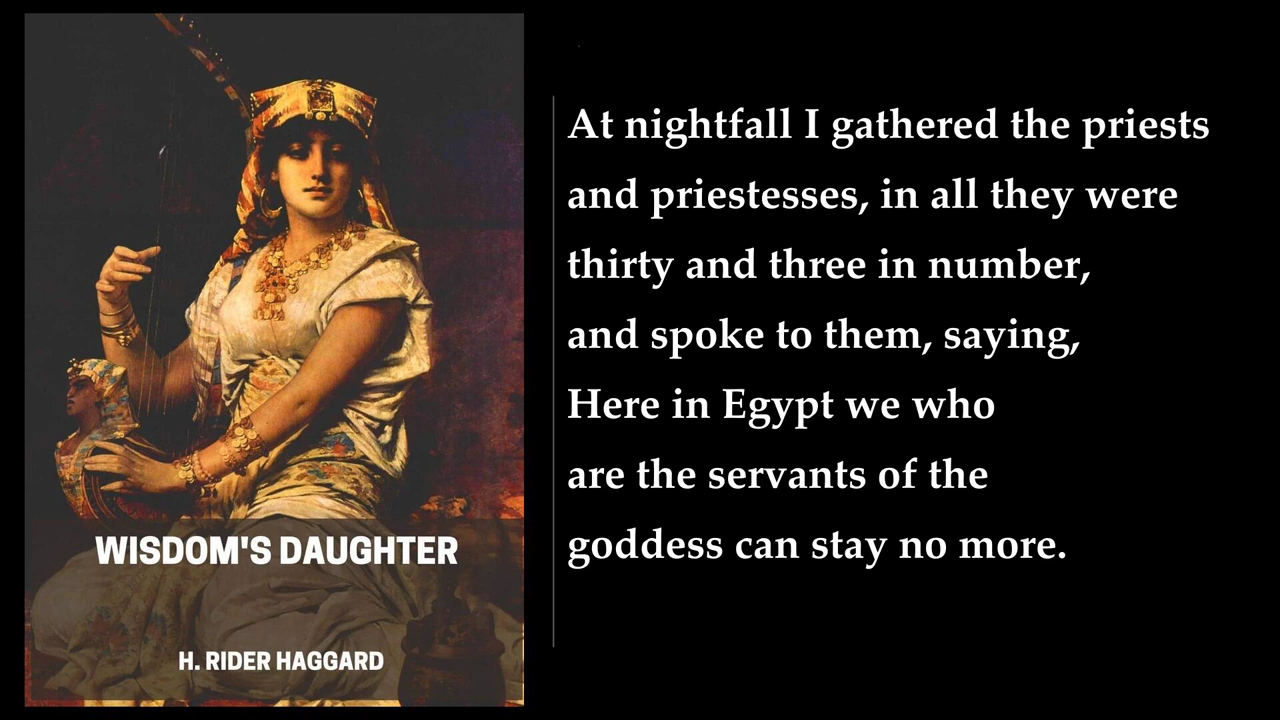 WISDOM'S DAUGHTER
H. RIDER HAGGARD
At nightfall I gathered the priests
and priestesses, in all they were
thirty and three in number,
and spoke to them, saying,
Here in Egypt we who
are the servants of the
goddess can stay no more.